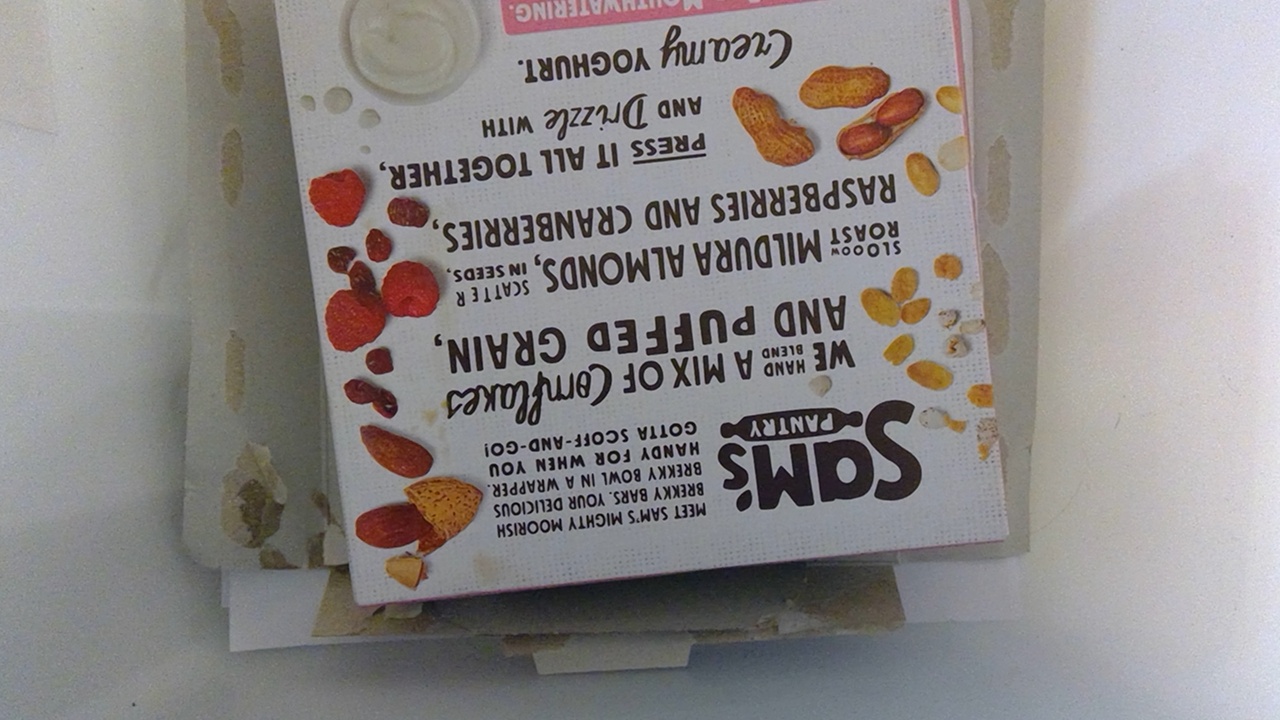 Sam's
PANTRY
MEET SAM'S MIGHTY MOORISH
BREKKY BARS. YOUR DELICIOUS
BREKKY BOWL IN A WRAPPER.
HANDY FOR WHEN YOU
GOTTA SCOFF-AND-GO!
WE HAND BLEND A MIX OF Cornflakes
AND PUFFED GRAIN,
SLOOOW ROAST MILDURA ALMONDS, SCATTER IN SEEDS,
RASPBERRIES AND CRANBERRIES,
PRESS IT ALL TOGETHER,
AND Drizzle WITH
Creamy YOGHURT.
MOUTHWATERING.